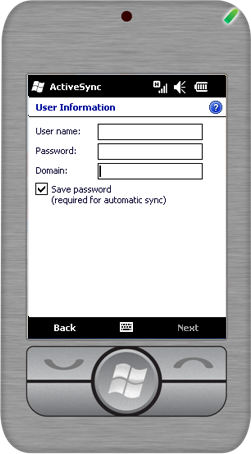 ActiveSync
User Information
User name:
Password:
Domain:
Save password
(required for automatic sync)
Back Next